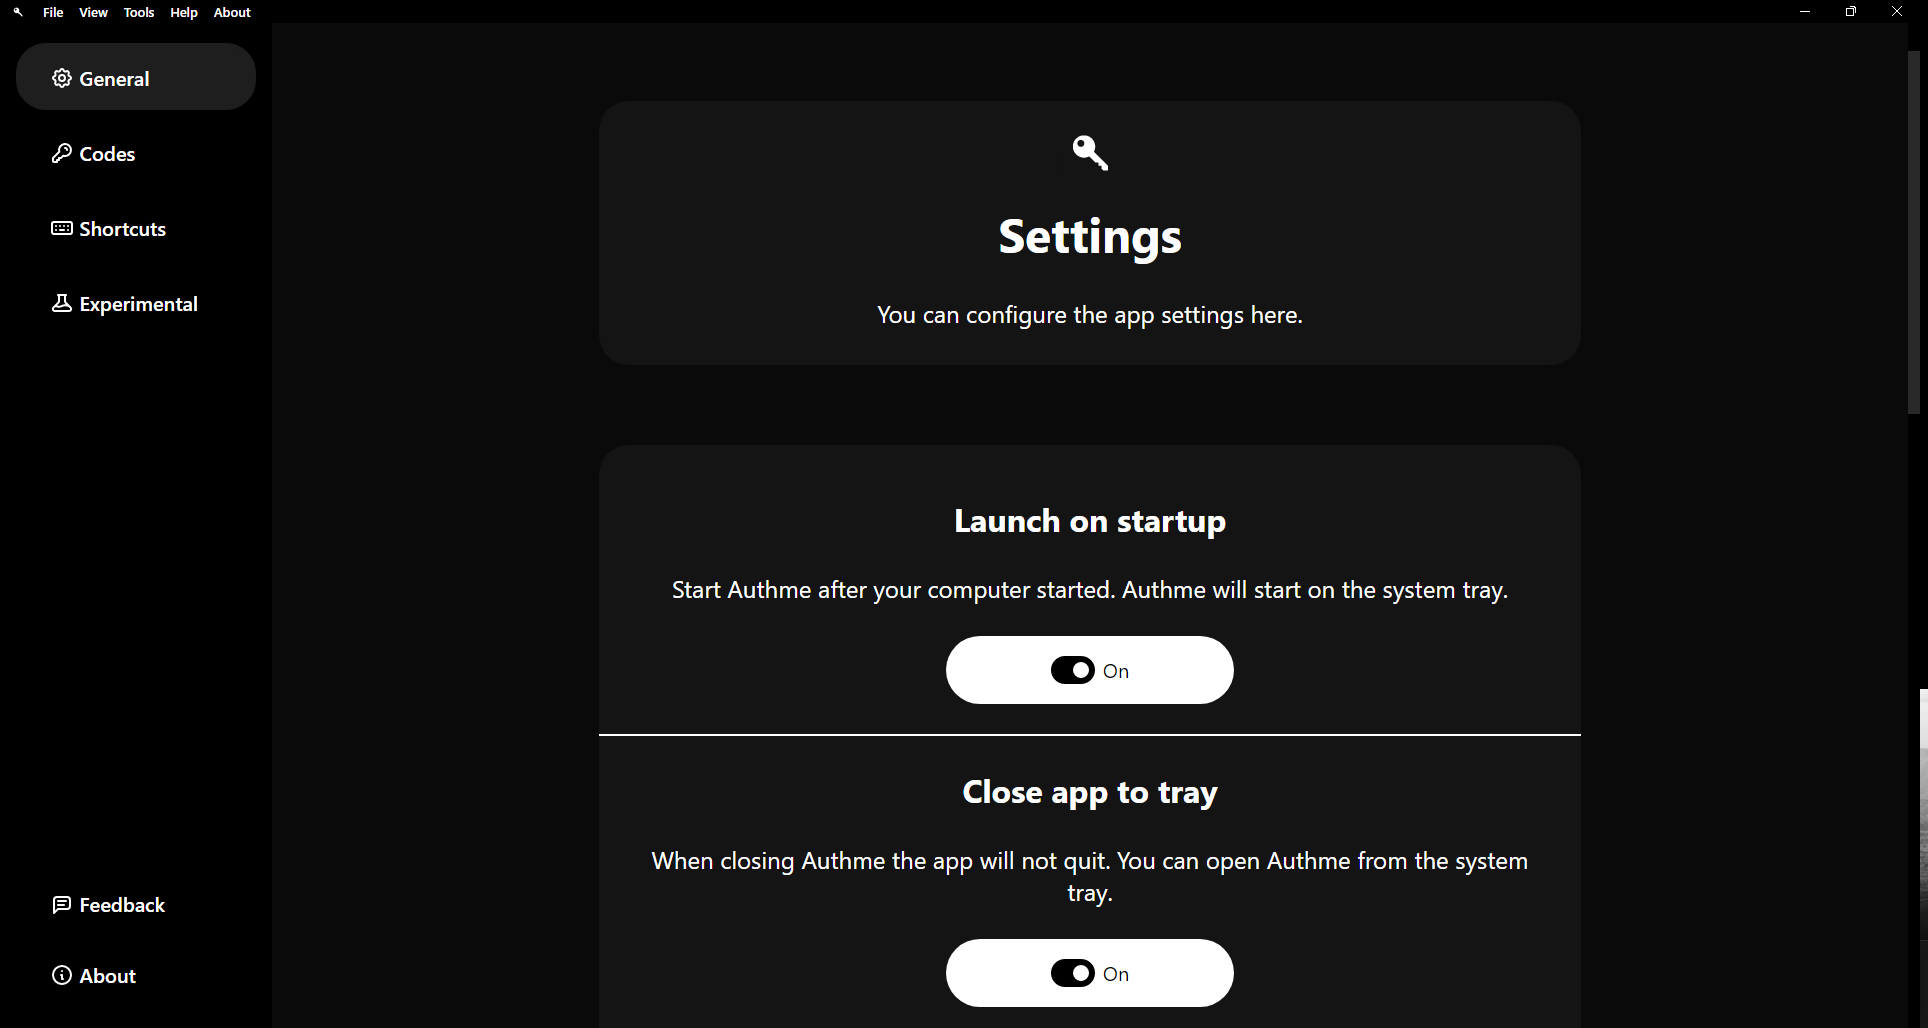 File View Tools Help About
General
Codes
Shortcuts
Experimental
Feedback
About
Settings
You can configure the app settings here.
Launch on startup
Start Authme after your computer started. Authme will start on the system tray.
On
Close app to tray
When closing Authme the app will not quit. You can open Authme from the system
tray.
On